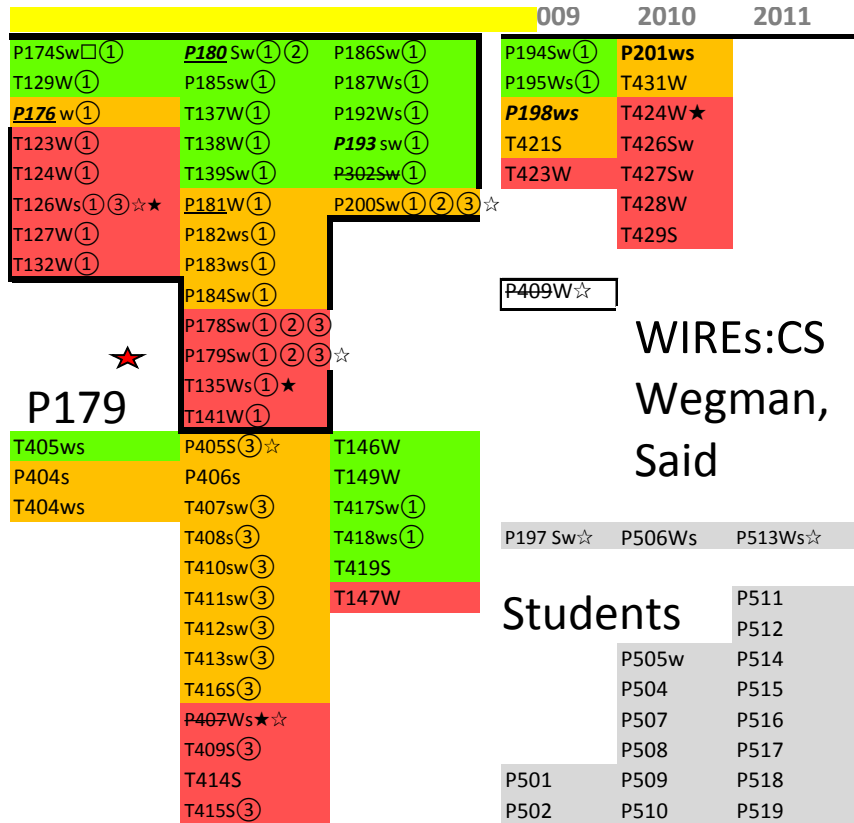 009 2010 2011
P174Sw□① P180 Sw①② P186Sw① P194Sw① P201ws
T129W① P185sw① P187Ws① P195Ws① T431W
P176 w① T137W① P192Ws① P198ws T424W★
T123W① T138W① P193 sw① T421S T426Sw
T124W① T139Sw① P302Sw① T423W T427Sw
T126Ws①③☆★ P181W① P200Sw①②③☆ T428W
T127W① P182ws① T429S
T132W① P183ws①
P184Sw① P409W☆
P178Sw①②③
P179Sw①②③☆
T135Ws①★
T141W①
P179
WIREs:CS
Wegman,
Said
T405ws P405S③☆ T146W
P404s P406s T149W
T404ws T407sw③ T417Sw①
T408s③ T418ws① P197 Sw☆ P506Ws P513Ws☆
T410sw③ T419S
T411sw③ T147W P511
Students
T412sw③ P512
T413sw③ P505w P514
T416S③ P504 P515
P407Ws★☆ P507 P516
T409S③ P508 P517
T414S P501 P509 P518
T415S③ P502 P510 P519